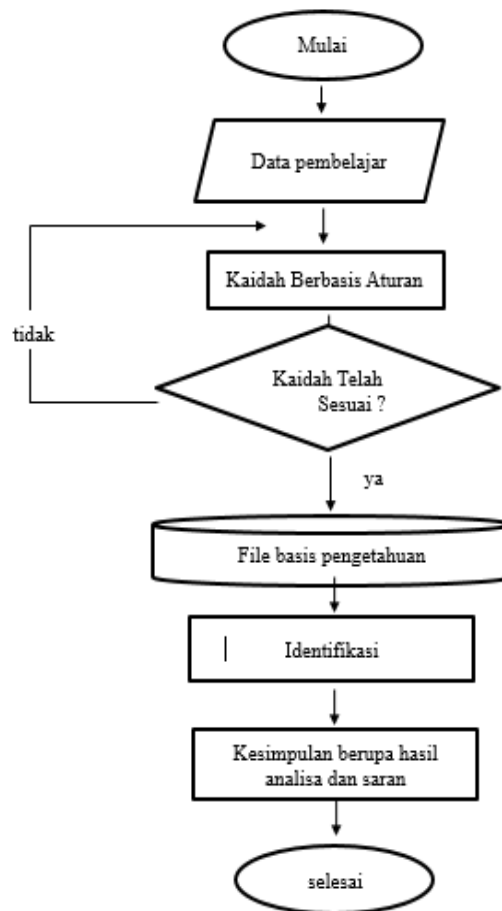 Mulai
Data pembelajar
Kaidah Berbasis Aturan
tidak
Kaidah Telah
Sesuai ?
ya
File basis pengetahuan
Identifikasi
Kesimpulan berupa hasil
analisa dan saran
selesai